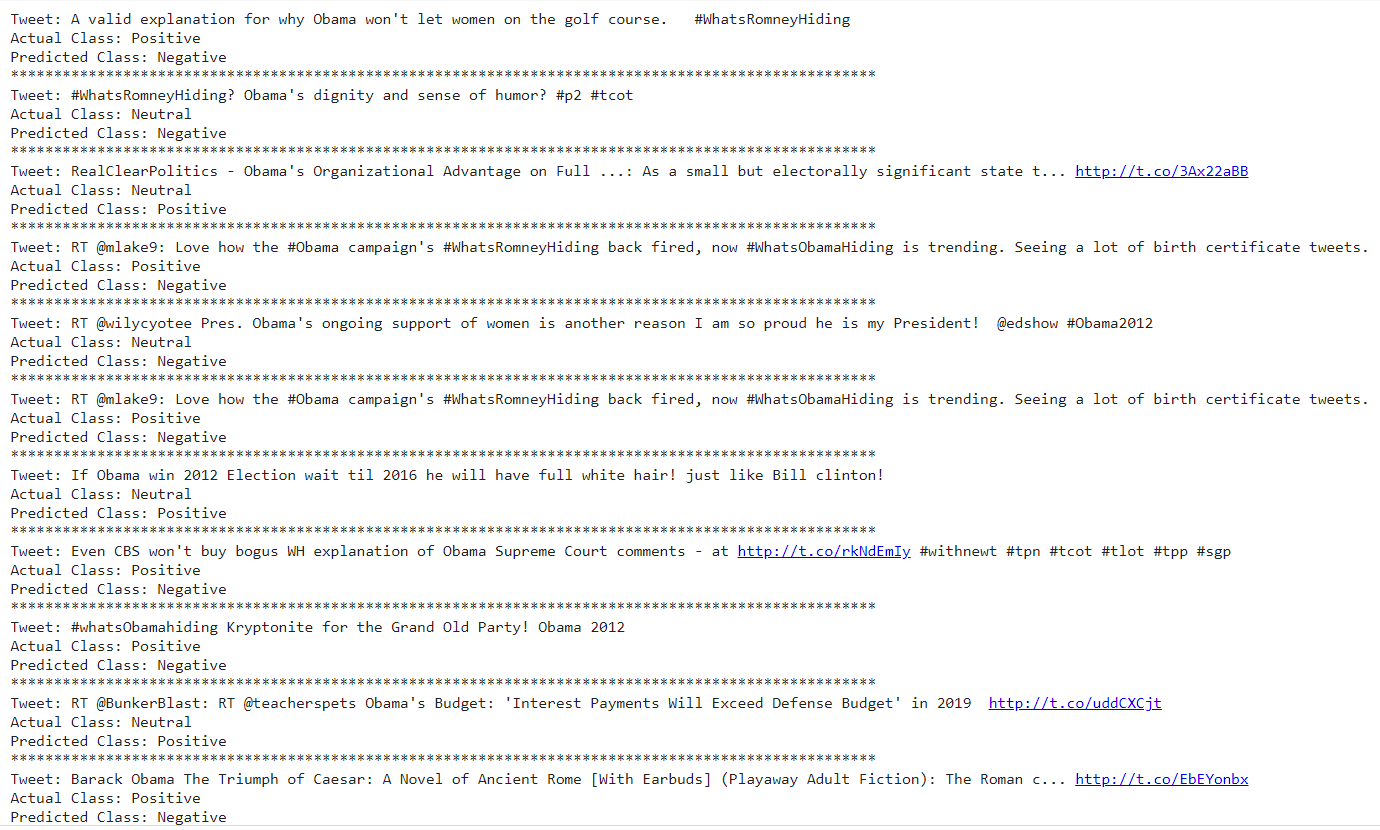 Tweet: A valid explanation for why Obama won't let women on the golf course.   #WhatsRomneyHiding
Actual Class: Positive
Predicted Class: Negative
****************************************************************************************************
Tweet: #WhatsRomneyHiding? Obama's dignity and sense of humor? #p2 #tcot
Actual Class: Neutral
Predicted Class: Negative
****************************************************************************************************
Tweet: RealClearPolitics - Obama's Organizational Advantage on Full ...: As a small but electorally significant state t... http://t.co/3Ax22aBB
Actual Class: Neutral
Predicted Class: Positive
****************************************************************************************************
Tweet: RT @mlake9: Love how the #Obama campaign's #WhatsRomneyHiding back fired, now #WhatsObamaHiding is trending. Seeing a lot of birth certificate tweets.
Actual Class: Positive
Predicted Class: Negative
****************************************************************************************************
Tweet: RT @wilycyotee Pres. Obama's ongoing support of women is another reason I am so proud he is my President!  @edshow #Obama2012
Actual Class: Neutral
Predicted Class: Negative
****************************************************************************************************
Tweet: RT @mlake9: Love how the #Obama campaign's #WhatsRomneyHiding back fired, now #WhatsObamaHiding is trending. Seeing a lot of birth certificate tweets.
Actual Class: Positive
Predicted Class: Negative
****************************************************************************************************
Tweet: If Obama win 2012 Election wait til 2016 he will have full white hair! just like Bill clinton!
Actual Class: Neutral
Predicted Class: Positive
****************************************************************************************************
Tweet: Even CBS won't buy bogus WH explanation of Obama Supreme Court comments - at http://t.co/rkNdEmIy #withnewt #tpn #tcot #tlot #tpp #sgp
Actual Class: Positive
Predicted Class: Negative
****************************************************************************************************
Tweet: #whatsObamahiding Kryptonite for the Grand Old Party! Obama 2012
Actual Class: Positive
Predicted Class: Negative
****************************************************************************************************
Tweet: RT @BunkerBlast: RT @teacherspets Obama's Budget: 'Interest Payments Will Exceed Defense Budget' in 2019  http://t.co/uddCXCjt
Actual Class: Neutral
Predicted Class: Positive
****************************************************************************************************
Tweet: Barack Obama The Triumph of Caesar: A Novel of Ancient Rome [With Earbuds] (Playaway Adult Fiction): The Roman c... http://t.co/EbEYonbx
Actual Class: Positive
Predicted Class: Negative